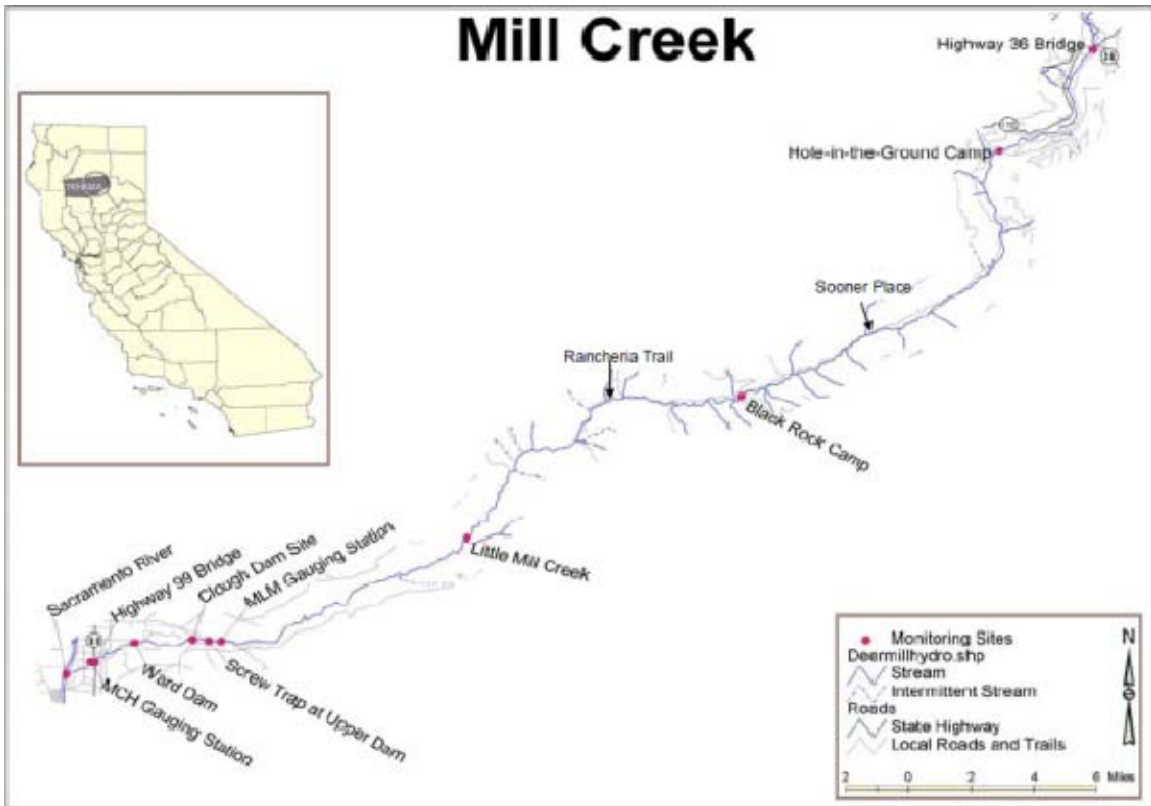 Mill Creek
Highway 36 Bridge
Hole-in-the-Ground Camp
Sooner Place
Rancheria Trail
Black Rock Camp
Little Mill Creek
MLM Gauging Station
Clough Dam Site
Highway 99 Bridge
Sacramento River
Screw Trap at Upper Dam
Ward Dam
MCH Gauging Station
Monitoring Sites
N
Deermillhydro.shp
Stream
Intermittent Stream
Roads
State Highway
Local Roads and Trails
2 0 2 4 6 Miles